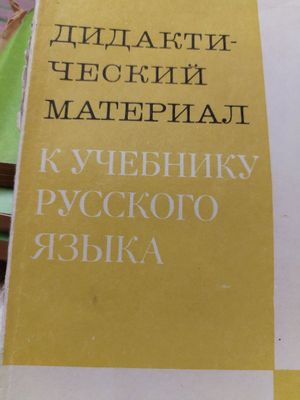 ДИДАКТИ-
ЧЕСКИЙ
МАТЕРИАЛ
К УЧЕБНИКУ
РУССКОГО
ЯЗЫКА